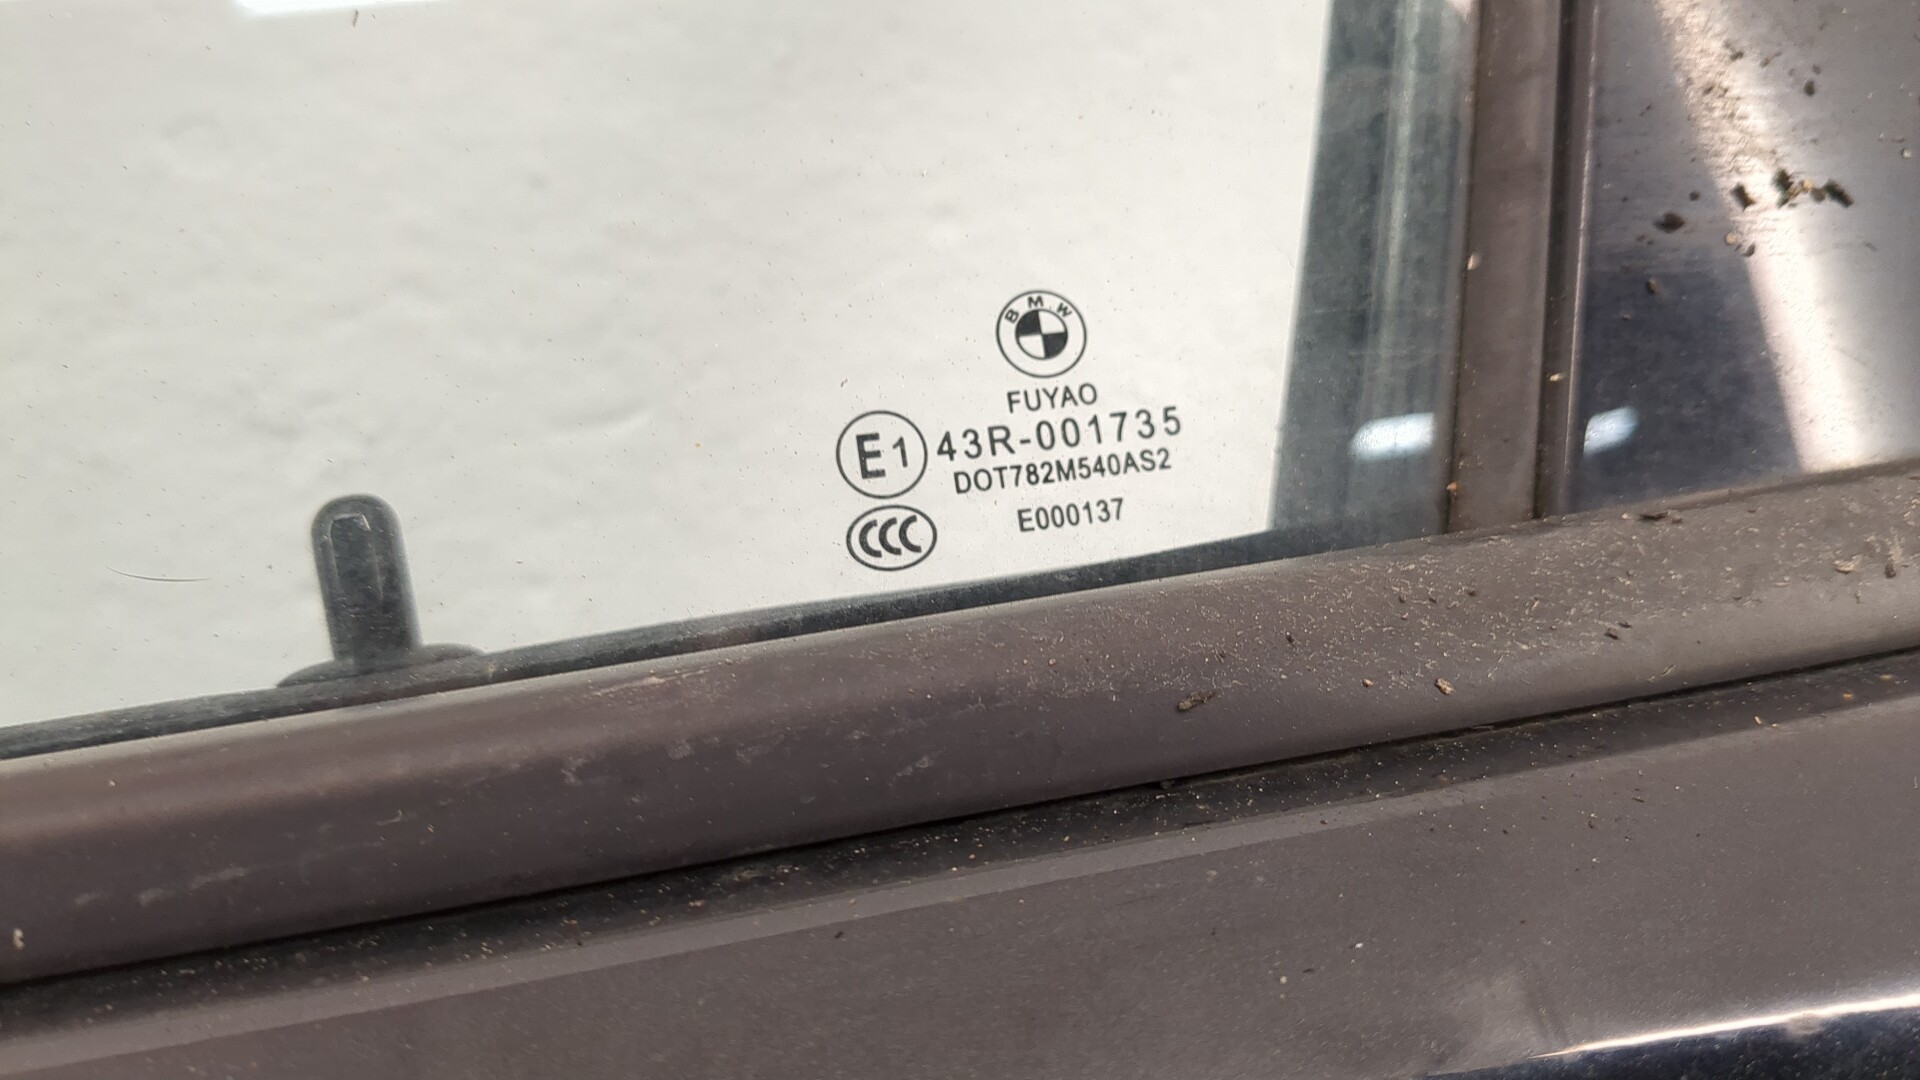 BMW
FUYAO
E1 43R-001735
DOT782M540AS2
CCC E000137